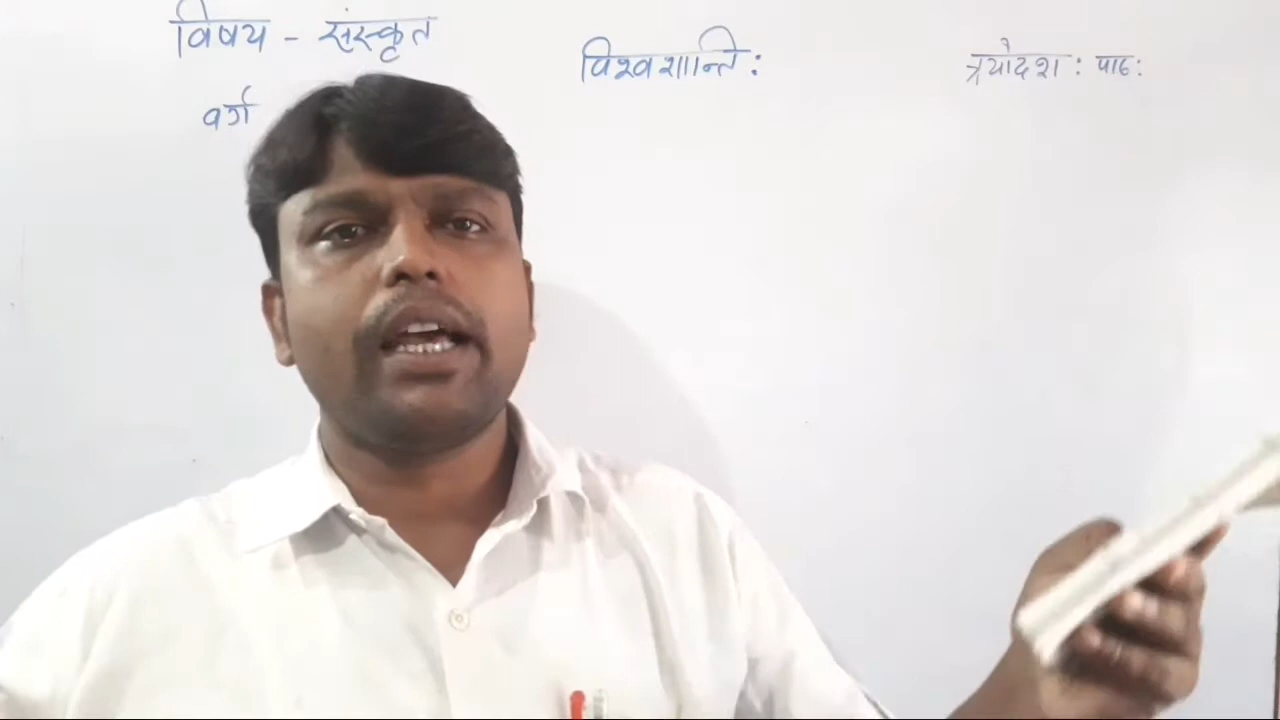 विषय - संस्कृत
वर्ग
विश्वशान्ति:
त्रयोदश: पाठ: